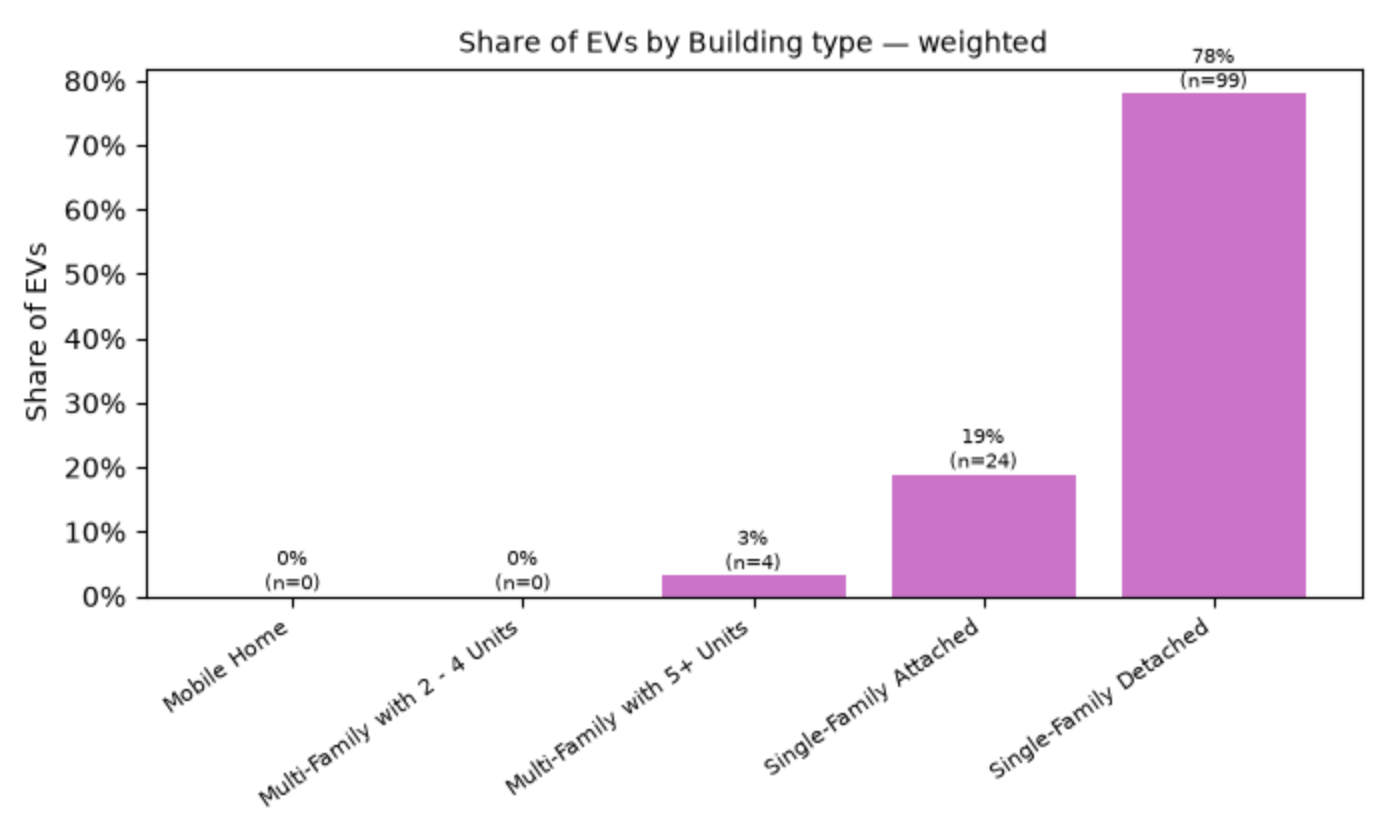 Share of EVs by Building type — weighted
78%
(n=99)
80%
70%
60%
50%
40%
30%
20%
10%
0%
Share of EVs
0%
(n=0)
0%
(n=0)
3%
(n=4)
19%
(n=24)
Mobile Home
Multi-Family with 2 - 4 Units
Multi-Family with 5+ Units
Single-Family Attached
Single-Family Detached